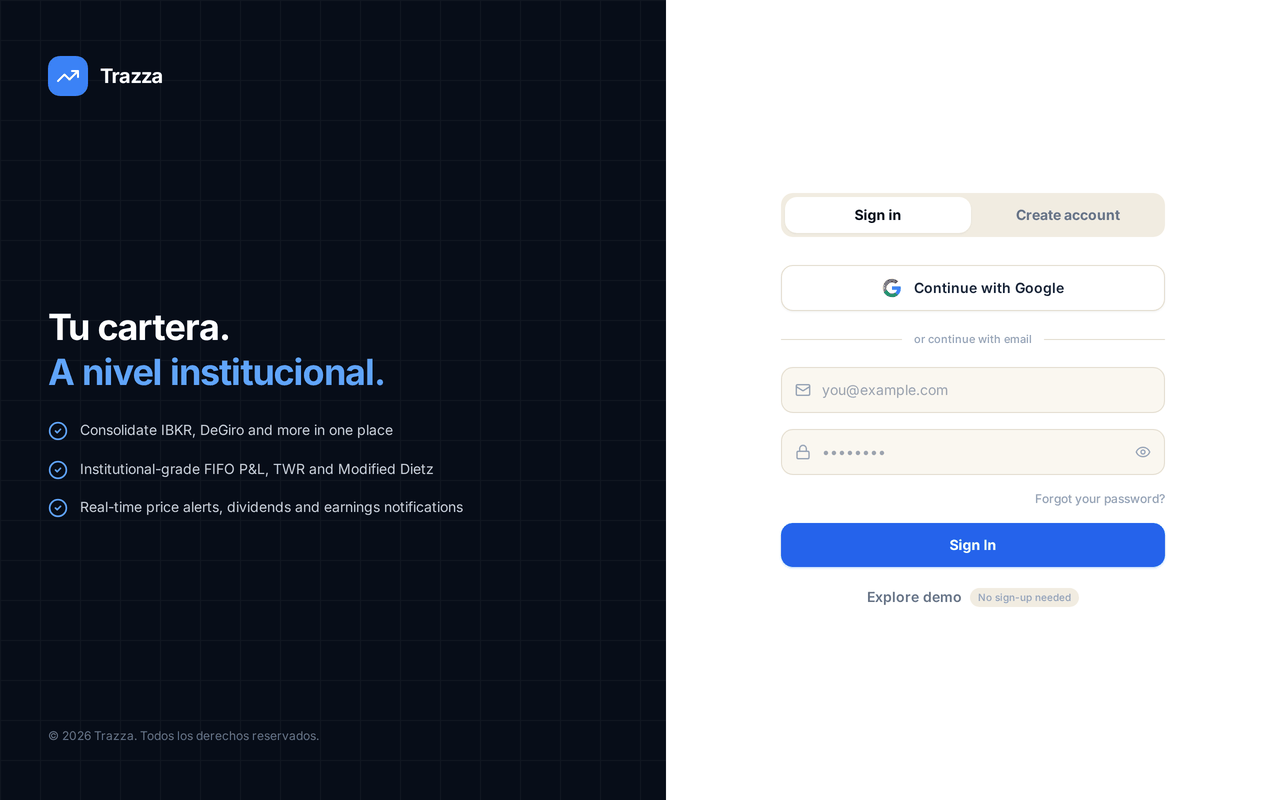 Trazza
Tu cartera.
A nivel institucional.
Consolidate IBKR, DeGiro and more in one place
Institutional-grade FIFO P&L, TWR and Modified Dietz
Real-time price alerts, dividends and earnings notifications
© 2026 Trazza. Todos los derechos reservados.
Sign in
Create account
Continue with Google
or continue with email
you@example.com
••••••••
Forgot your password?
Sign In
Explore demo No sign-up needed